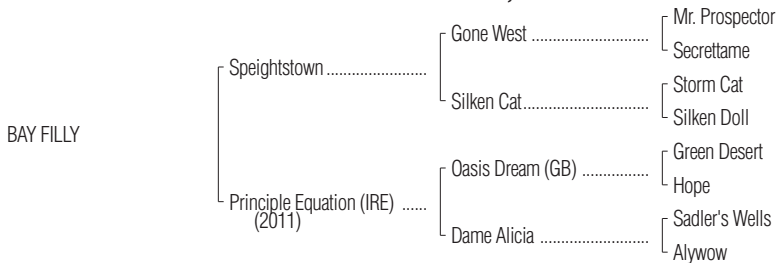 Mr. Prospector
Gone West ..................................
Secrettame
Speightstown ........................
Storm Cat
Silken Cat....................................
Silken Doll
BAY FILLY
Green Desert
Oasis Dream (GB) ...................
Hope
Principle Equation (IRE) ......
(2011)
Sadler's Wells
Dame Alicia ...............................
Alywow